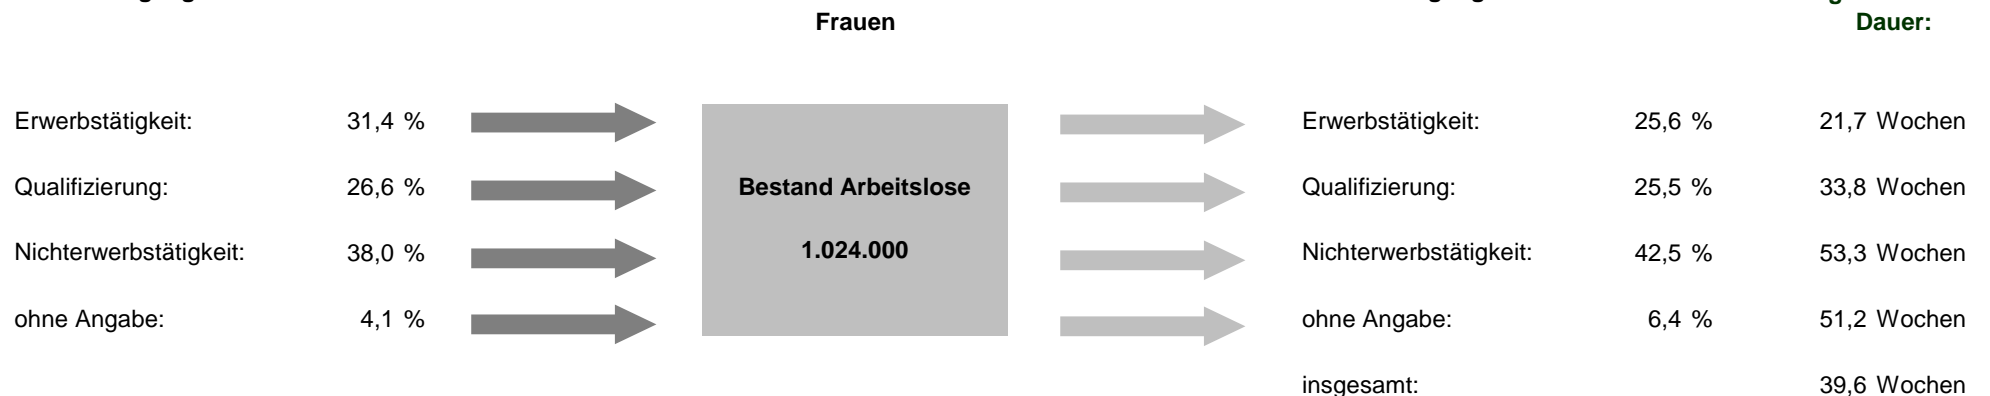 Frauen
Dauer:
Erwerbstätigkeit: 31,4 % Erwerbstätigkeit: 25,6 % 21,7 Wochen
Qualifizierung: 26,6 % Bestand Arbeitslose Qualifizierung: 25,5 % 33,8 Wochen
Nichterwerbstätigkeit: 38,0 % 1.024.000 Nichterwerbstätigkeit: 42,5 % 53,3 Wochen
ohne Angabe: 4,1 % ohne Angabe: 6,4 % 51,2 Wochen
insgesamt: 39,6 Wochen